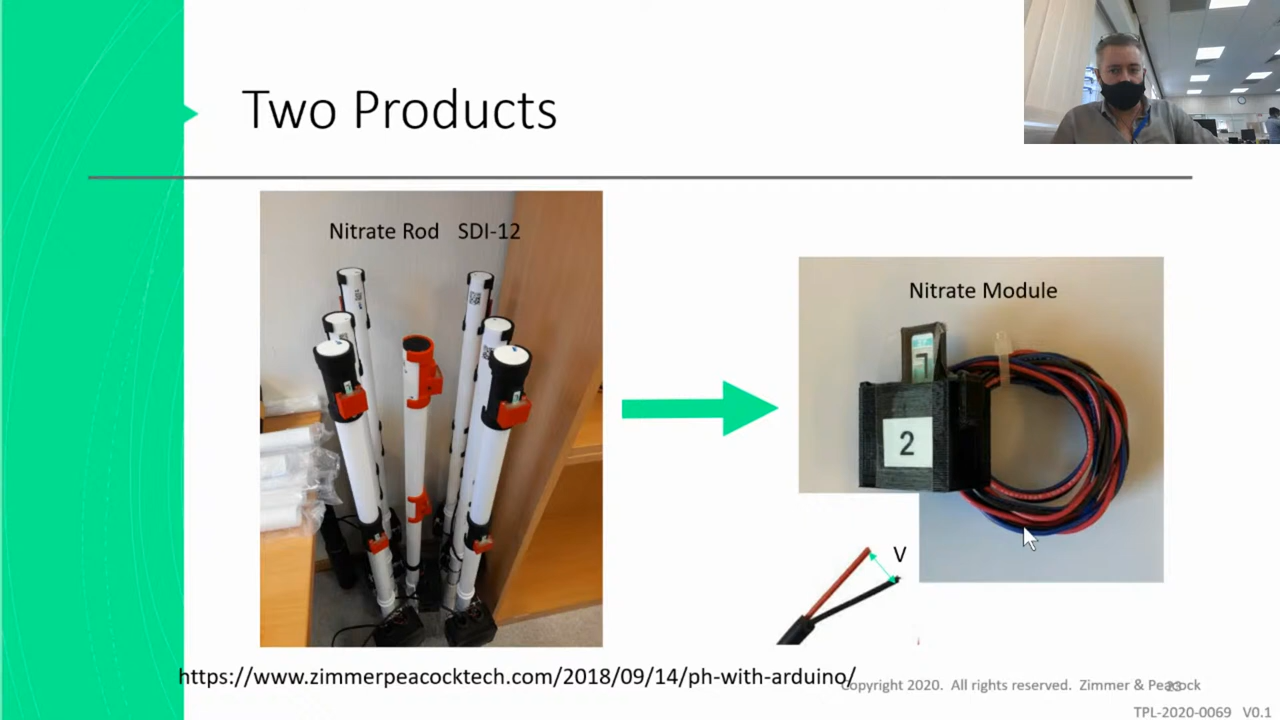 Two Products
Nitrate Rod SDI-12
Nitrate Module
2
V
https://www.zimmerpeacocktech.com/2018/09/14/ph-with-arduino/
Copyright 2020. All rights reserved. Zimmer & Peacock
23
TPL-2020-0069 V0.1